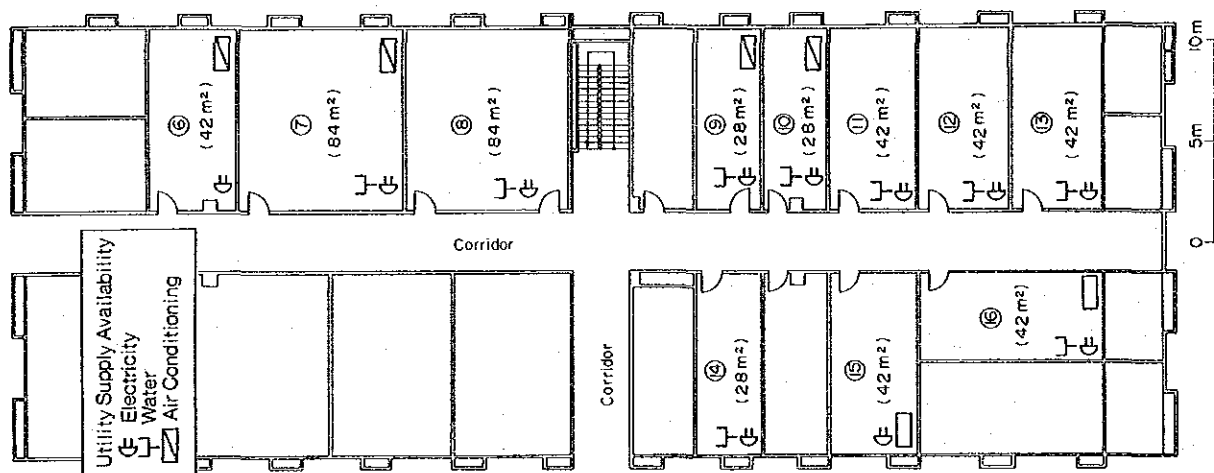 ⑥
(42 m²)
⑦
(84 m²)
⑧
(84 m²)
⑨
(28 m²)
⑩
(28 m²)
⑪
(42 m²)
⑫
(42 m²)
⑬
(42 m²)
10m
5m
0
Corridor
Utility Supply Availability
Electricity
Water
Air Conditioning
Corridor
⑭
(28 m²)
⑮
(42 m²)
⑯
(42 m²)